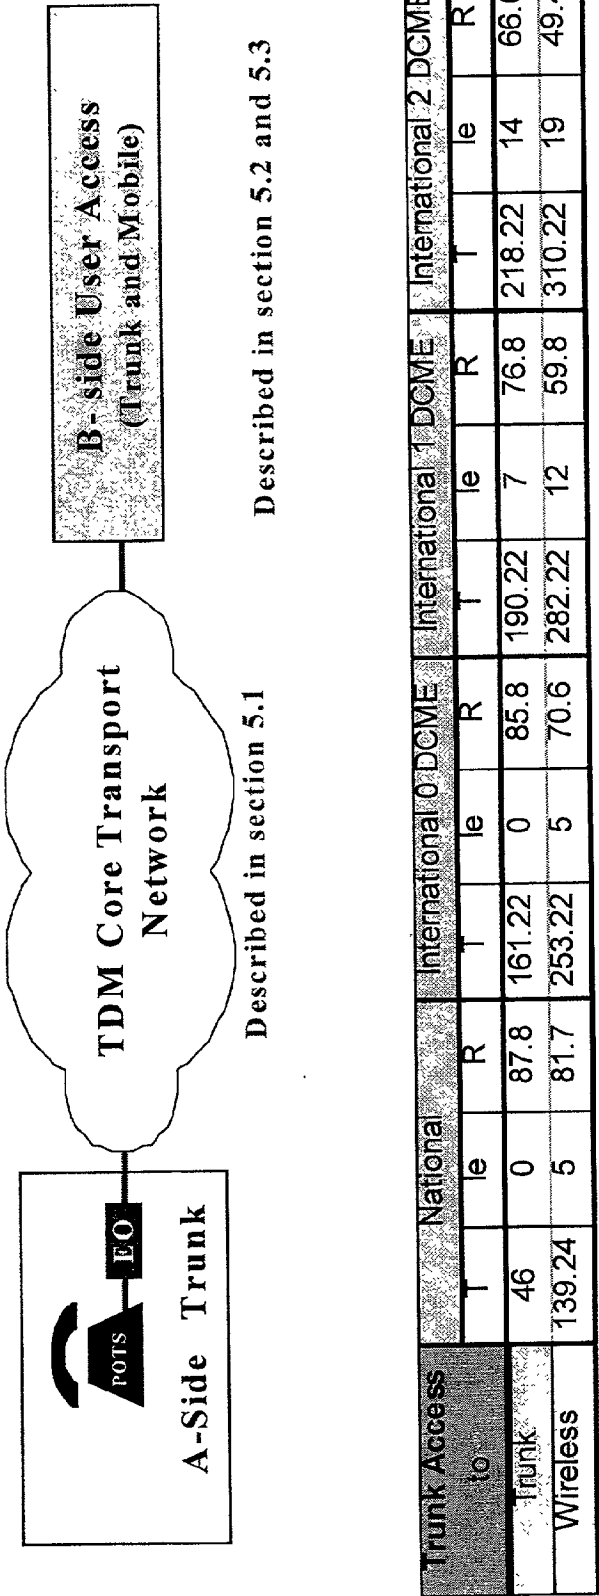 POTS
EO
A-Side Trunk
TDM Core Transport
Network
Described in section 5.1
B- side User Access
(Trunk and Mobile)
Described in section 5.2 and 5.3
Trunk Access to National International 0 DCME International 1 DCME International 2 DCME
T Ie R T Ie R T Ie R T Ie R
Trunk 46 0 87.8 161.22 0 85.8 190.22 7 76.8 218.22 14
Wireless 139.24 5 81.7 253.22 5 70.6 282.22 12 59.8 310.22 19